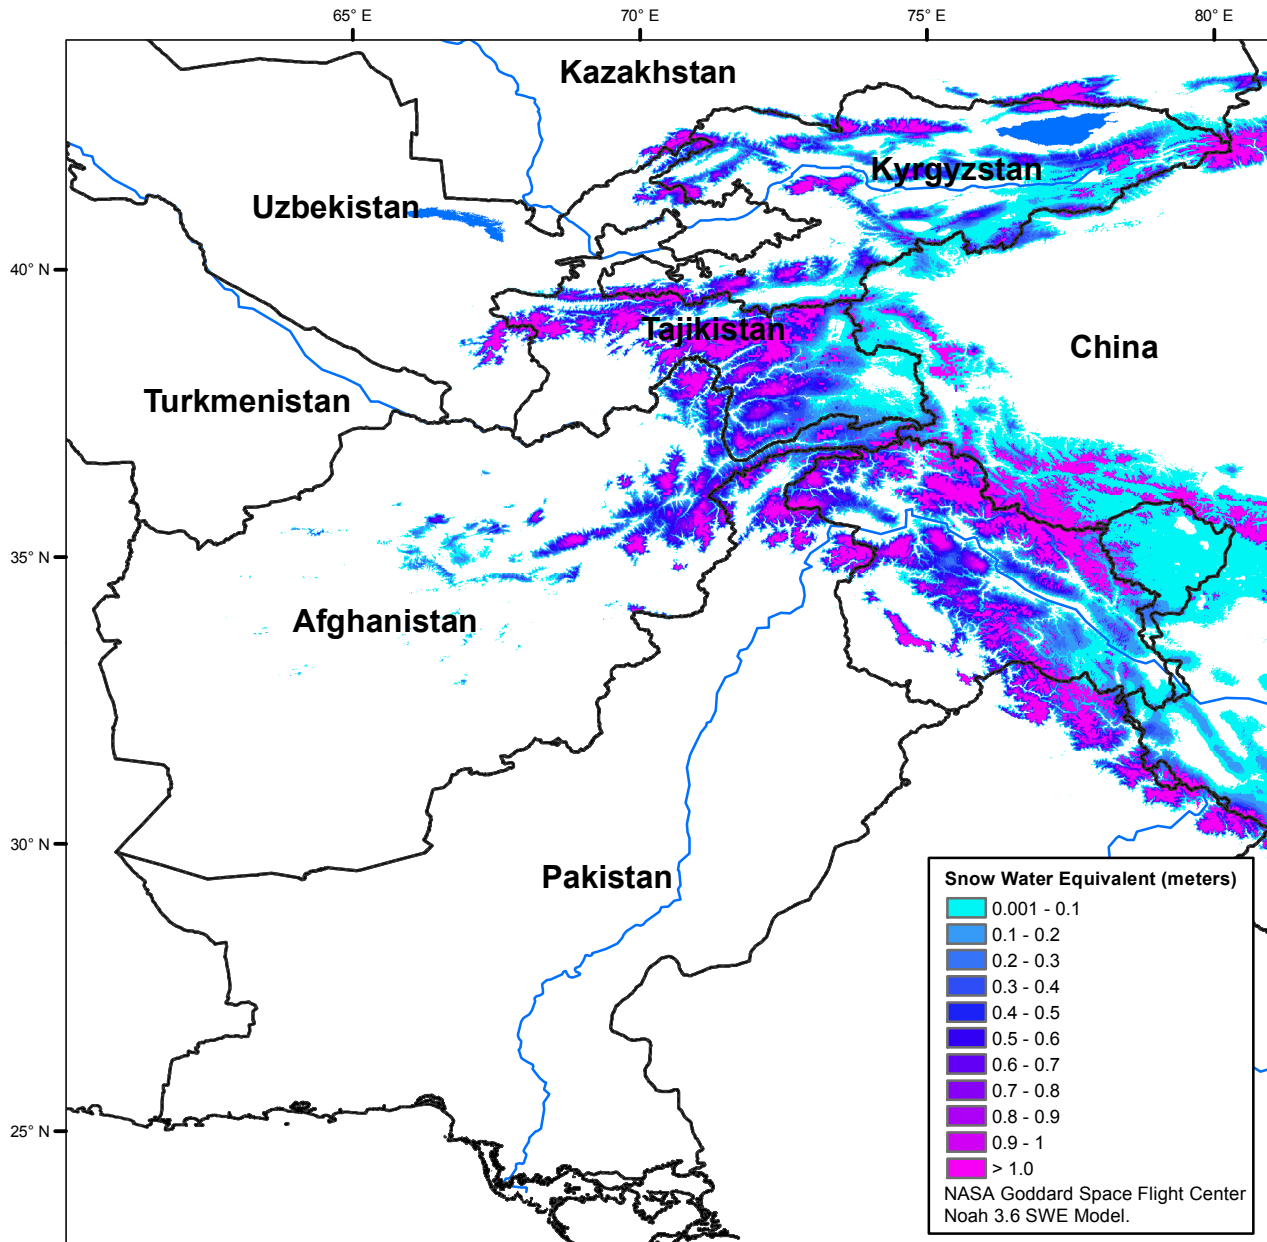 65° E
70° E
75° E
80° E
Kazakhstan
Kyrgyzstan
Uzbekistan
40° N
Tajikistan
China
Turkmenistan
35° N
Afghanistan
30° N
Pakistan
25° N
Snow Water Equivalent (meters)
0.001 - 0.1
0.1 - 0.2
0.2 - 0.3
0.3 - 0.4
0.4 - 0.5
0.5 - 0.6
0.6 - 0.7
0.7 - 0.8
0.8 - 0.9
0.9 - 1
> 1.0
NASA Goddard Space Flight Center
Noah 3.6 SWE Model.